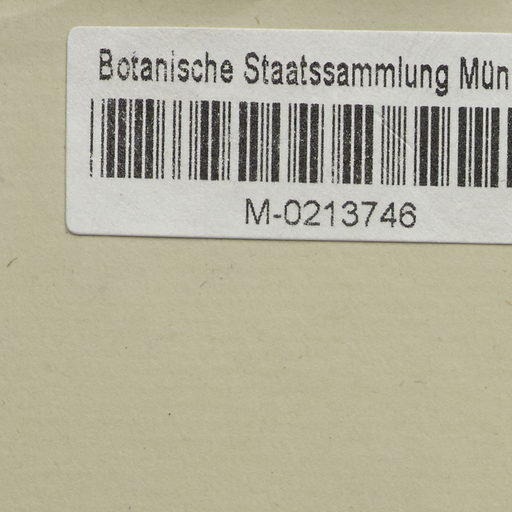 Botanische Staatssammlung Mün
M-0213746